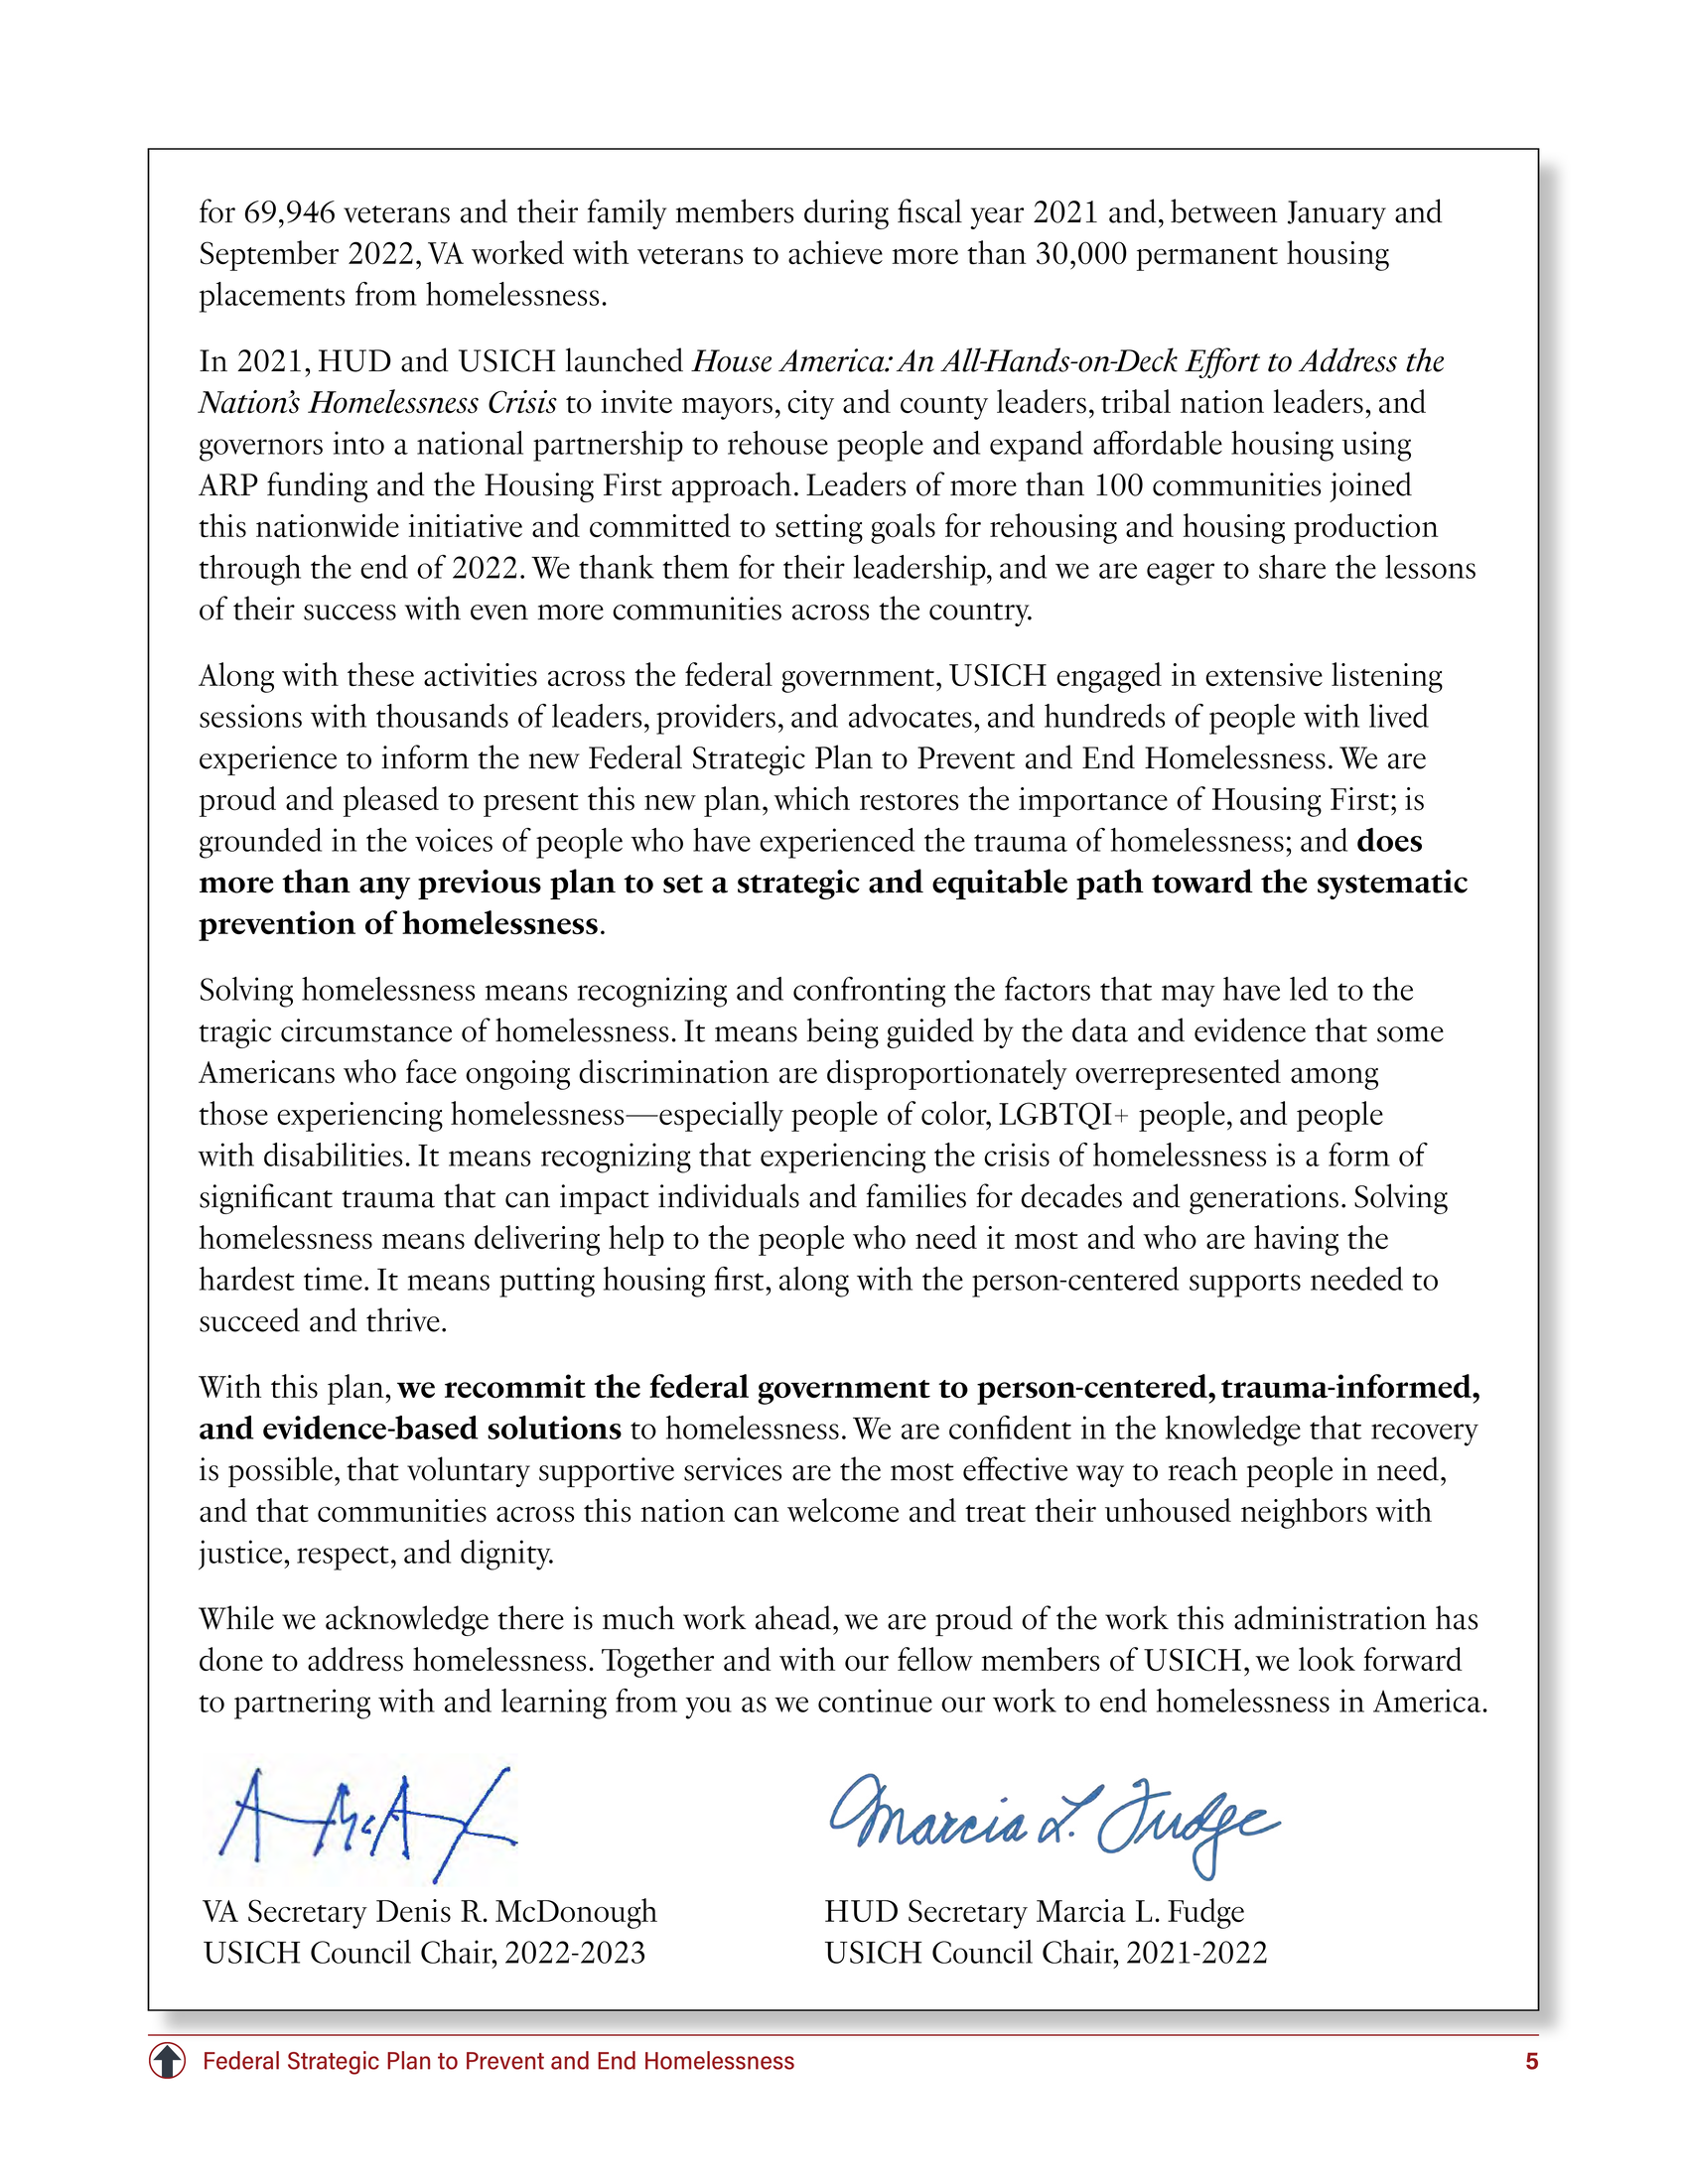 for 69,946 veterans and their family members during fiscal year 2021 and, between January and
September 2022, VA worked with veterans to achieve more than 30,000 permanent housing
placements from homelessness.
In 2021, HUD and USICH launched House America: An All-Hands-on-Deck Effort to Address the
Nation’s Homelessness Crisis to invite mayors, city and county leaders, tribal nation leaders, and
governors into a national partnership to rehouse people and expand affordable housing using
ARP funding and the Housing First approach. Leaders of more than 100 communities joined
this nationwide initiative and committed to setting goals for rehousing and housing production
through the end of 2022. We thank them for their leadership, and we are eager to share the lessons
of their success with even more communities across the country.
Along with these activities across the federal government, USICH engaged in extensive listening
sessions with thousands of leaders, providers, and advocates, and hundreds of people with lived
experience to inform the new Federal Strategic Plan to Prevent and End Homelessness. We are
proud and pleased to present this new plan, which restores the importance of Housing First; is
grounded in the voices of people who have experienced the trauma of homelessness; and does
more than any previous plan to set a strategic and equitable path toward the systematic
prevention of homelessness.
Solving homelessness means recognizing and confronting the factors that may have led to the
tragic circumstance of homelessness. It means being guided by the data and evidence that some
Americans who face ongoing discrimination are disproportionately overrepresented among
those experiencing homelessness—especially people of color, LGBTQI+ people, and people
with disabilities. It means recognizing that experiencing the crisis of homelessness is a form of
significant trauma that can impact individuals and families for decades and generations. Solving
homelessness means delivering help to the people who need it most and who are having the
hardest time. It means putting housing first, along with the person-centered supports needed to
succeed and thrive.
With this plan, we recommit the federal government to person-centered, trauma-informed,
and evidence-based solutions to homelessness. We are confident in the knowledge that recovery
is possible, that voluntary supportive services are the most effective way to reach people in need,
and that communities across this nation can welcome and treat their unhoused neighbors with
justice, respect, and dignity.
While we acknowledge there is much work ahead, we are proud of the work this administration has
done to address homelessness. Together and with our fellow members of USICH, we look forward
to partnering with and learning from you as we continue our work to end homelessness in America.
Marcia L. Fudge
VA Secretary Denis R. McDonough
USICH Council Chair, 2022-2023
HUD Secretary Marcia L. Fudge
USICH Council Chair, 2021-2022
Federal Strategic Plan to Prevent and End Homelessness
5